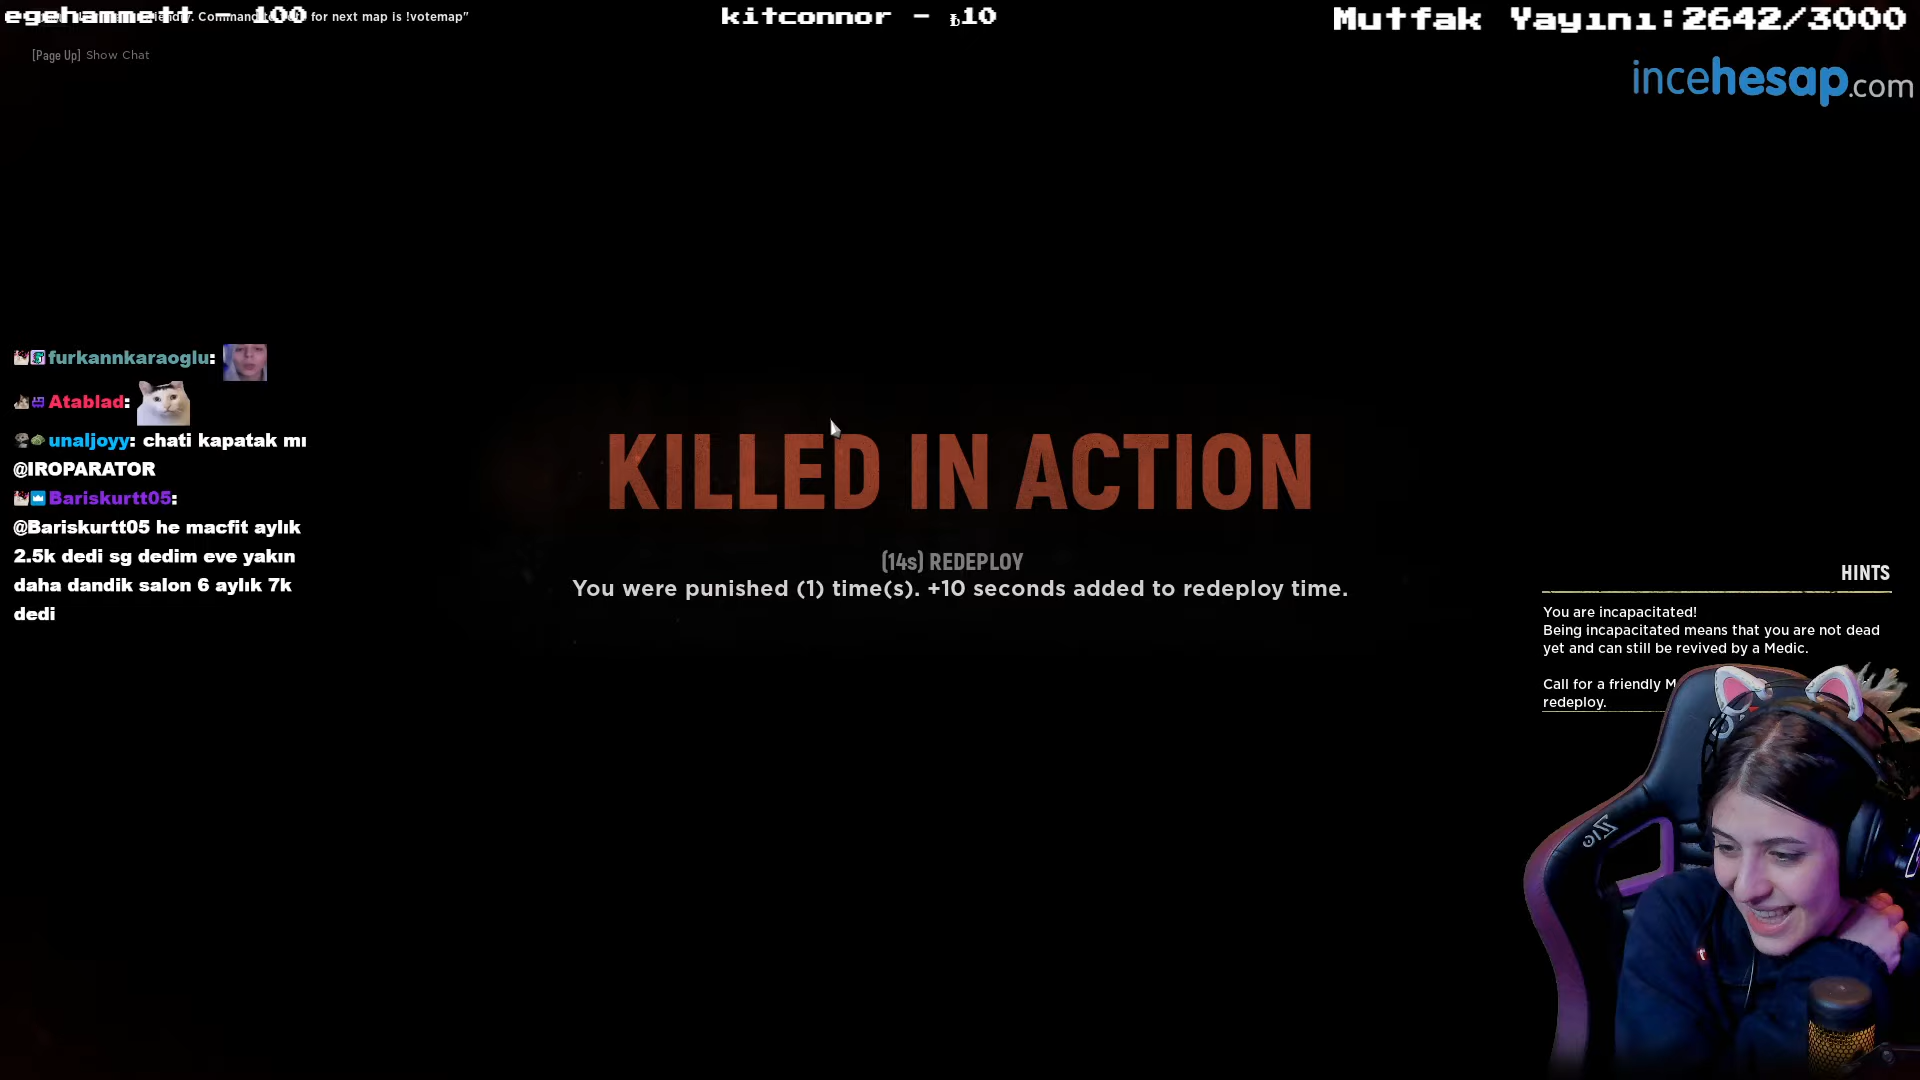 egehammett - 100
for next map is !votemap"
kitconnor - ₺10
Mutfak Yayını:2642/3000
[Page Up] Show Chat
incehesap.com
furkannkaraoglu:
Atablad:
unaljoyy: chati kapatak mı
@IROPARATOR
Bariskurtt05:
@Bariskurtt05 he macfit aylık
2.5k dedi sg dedim eve yakın
daha dandik salon 6 aylık 7k
dedi
KILLED IN ACTION
(14s) REDEPLOY
You were punished (1) time(s). +10 seconds added to redeploy time.
HINTS
You are incapacitated!
Being incapacitated means that you are not dead
yet and can still be revived by a Medic.
Call for a friendly
redeploy.